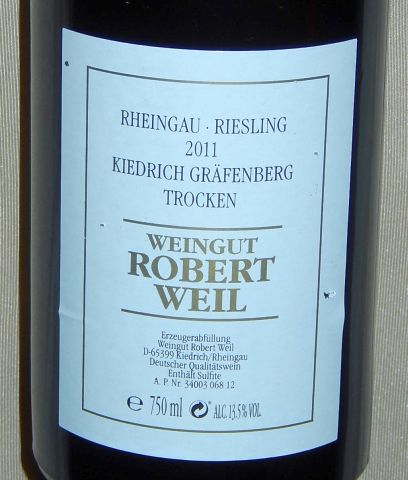 RHEINGAU · RIESLING
2011
KIEDRICH GRÄFENBERG
TROCKEN
WEINGUT
ROBERT
WEIL
Erzeugerabfüllung
Weingut Robert Weil
D-65399 Kiedrich/Rheingau
Deutscher Qualitätswein
Enthält Sulfite
A. P. Nr. 34003 068 12
e 750 ml ALC. 13.5% VOL.